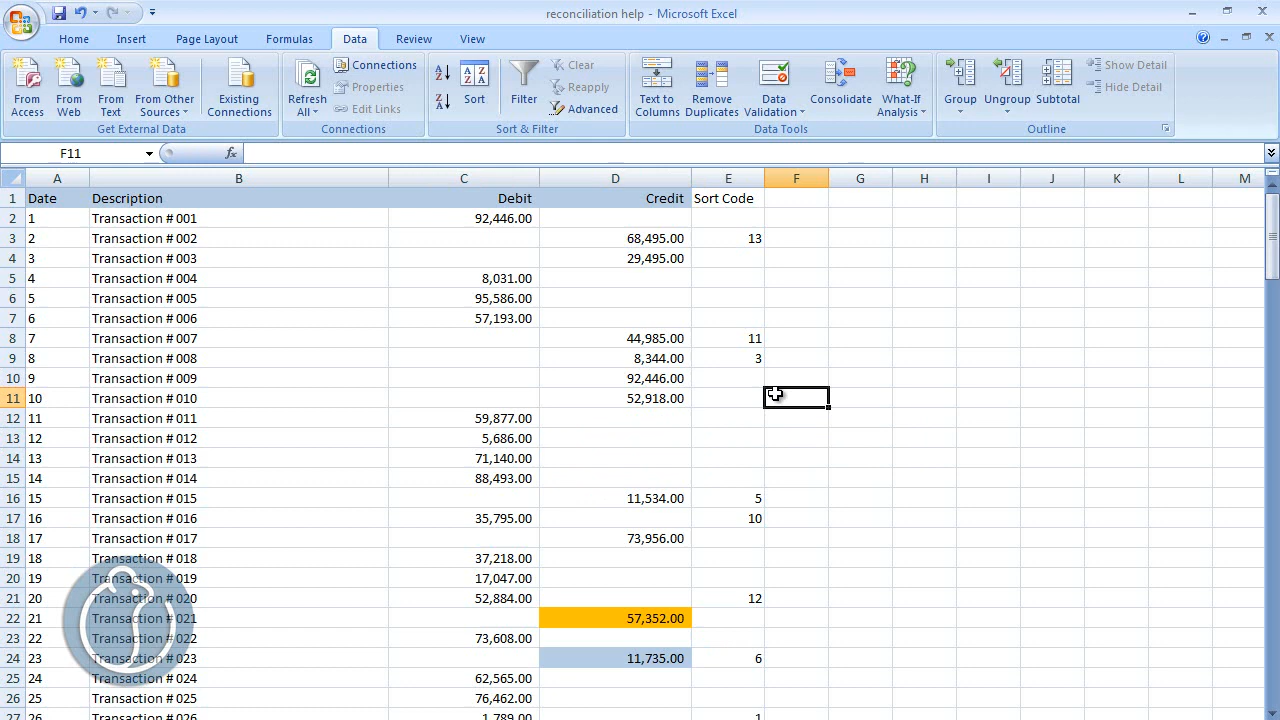 reconciliation help - Microsoft Excel
Home Insert Page Layout Formulas Data Review View
From Access
From Web
From Text
From Other Sources
Existing Connections
Get External Data
Refresh All
Connections
Properties
Edit Links
Connections
Sort
Filter
Clear
Reapply
Advanced
Sort & Filter
Text to Columns
Remove Duplicates
Data Validation
Consolidate
What-If Analysis
Data Tools
Group
Ungroup
Subtotal
Show Detail
Hide Detail
Outline
F11 fx
A B C D E F G H I J K L M
1 Date Description Debit Credit Sort Code
2 1 Transaction # 001 92,446.00
3 2 Transaction # 002 68,495.00 13
4 3 Transaction # 003 29,495.00
5 4 Transaction # 004 8,031.00
6 5 Transaction # 005 95,586.00
7 6 Transaction # 006 57,193.00
8 7 Transaction # 007 44,985.00 11
9 8 Transaction # 008 8,344.00 3
10 9 Transaction # 009 92,446.00
11 10 Transaction # 010 52,918.00
12 11 Transaction # 011 59,877.00
13 12 Transaction # 012 5,686.00
14 13 Transaction # 013 71,140.00
15 14 Transaction # 014 88,493.00
16 15 Transaction # 015 11,534.00 5
17 16 Transaction # 016 35,795.00 10
18 17 Transaction # 017 73,956.00
19 18 Transaction # 018 37,218.00
20 19 Transaction # 019 17,047.00
21 20 Transaction # 020 52,884.00 12
22 21 Transaction # 021 57,352.00
23 22 Transaction # 022 73,608.00
24 23 Transaction # 023 11,735.00 6
25 24 Transaction # 024 62,565.00
26 25 Transaction # 025 76,462.00
27 26 Transaction # 026 1,789.00 1